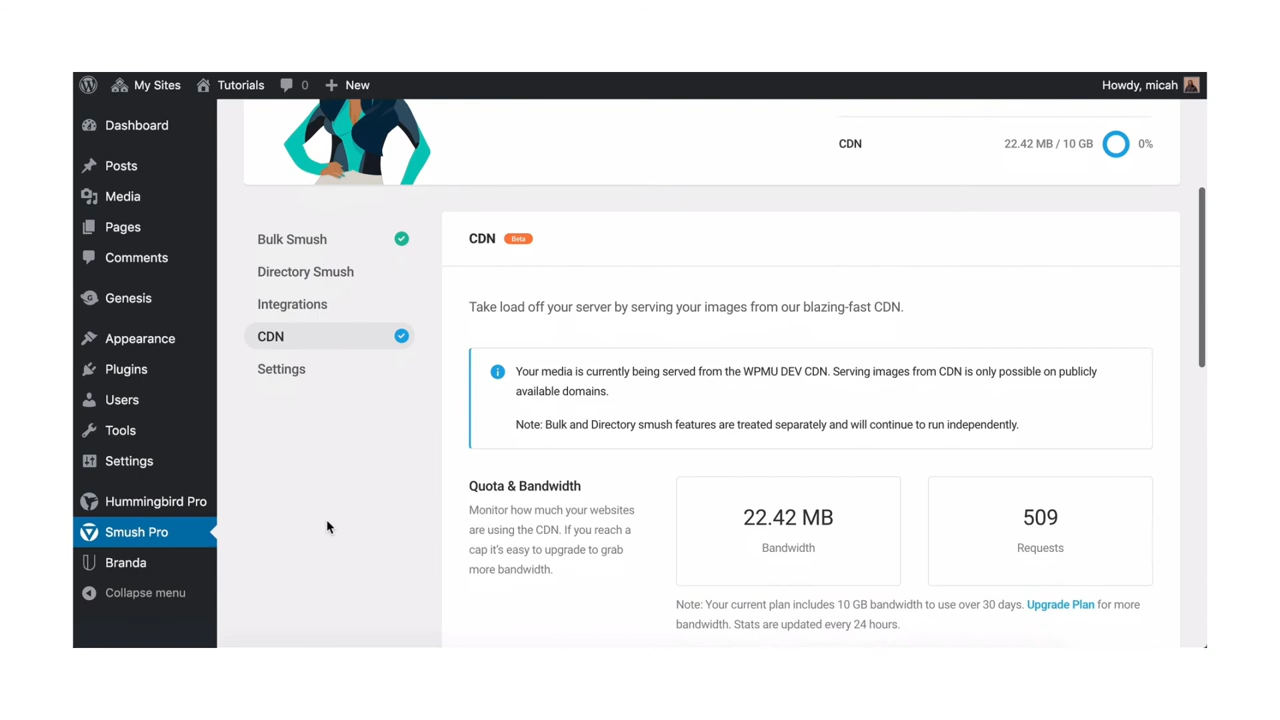 My Sites Tutorials 0 New Howdy, micah
Dashboard
Posts
Media
Pages
Comments
Genesis
Appearance
Plugins
Users
Tools
Settings
Hummingbird Pro
Smush Pro
Branda
Collapse menu
CDN 22.42 MB / 10 GB 0%
Bulk Smush
Directory Smush
Integrations
CDN
Settings
CDN Beta
Take load off your server by serving your images from our blazing-fast CDN.
Your media is currently being served from the WPMU DEV CDN. Serving images from CDN is only possible on publicly
available domains.
Note: Bulk and Directory smush features are treated separately and will continue to run independently.
Quota & Bandwidth
Monitor how much your websites
are using the CDN. If you reach a
cap it's easy to upgrade to grab
more bandwidth.
22.42 MB
Bandwidth
509
Requests
Note: Your current plan includes 10 GB bandwidth to use over 30 days. Upgrade Plan for more
bandwidth. Stats are updated every 24 hours.